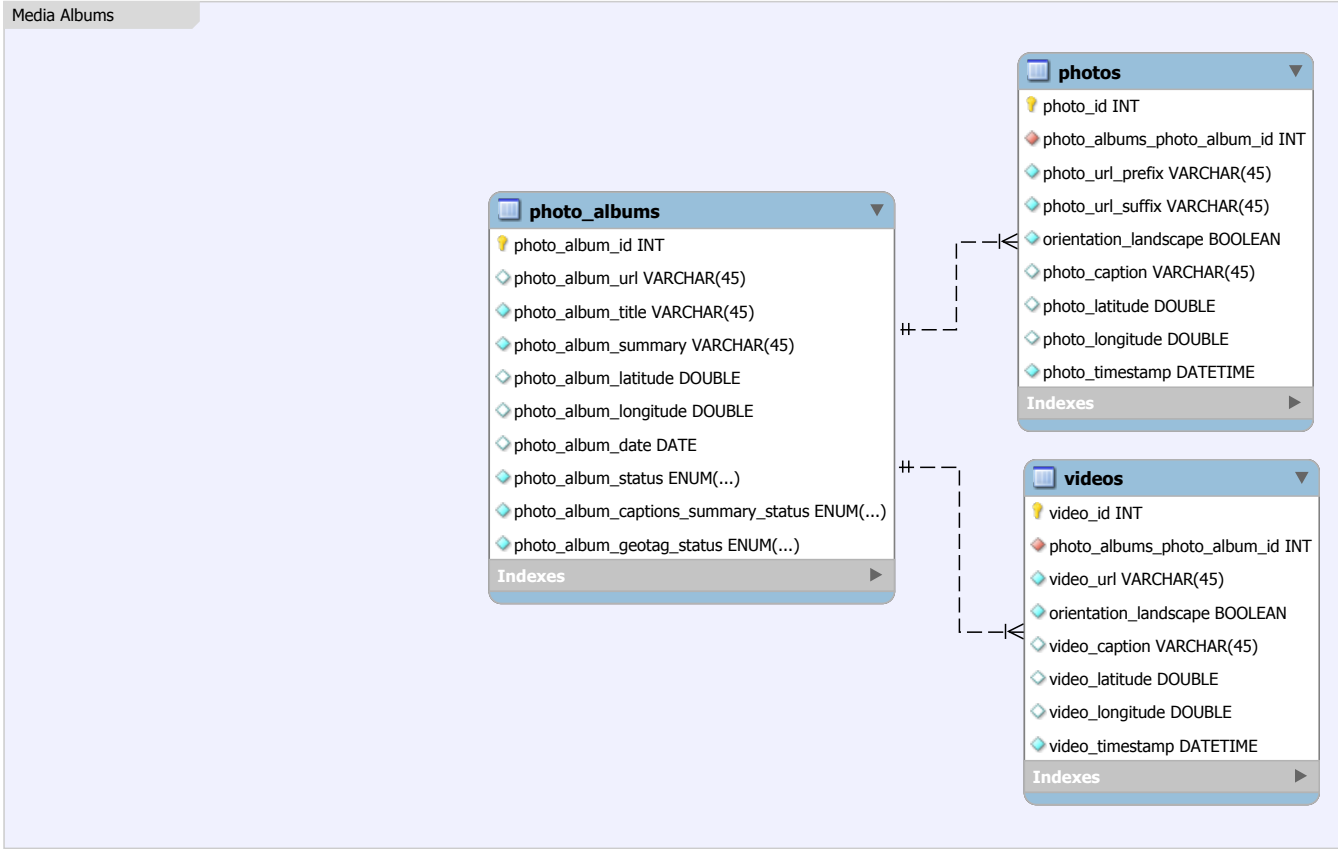 Media Albums
photo_albums
photo_album_id INT
photo_album_url VARCHAR(45)
photo_album_title VARCHAR(45)
photo_album_summary VARCHAR(45)
photo_album_latitude DOUBLE
photo_album_longitude DOUBLE
photo_album_date DATE
photo_album_status ENUM(...)
photo_album_captions_summary_status ENUM(...)
photo_album_geotag_status ENUM(...)
Indexes
photos
photo_id INT
photo_albums_photo_album_id INT
photo_url_prefix VARCHAR(45)
photo_url_suffix VARCHAR(45)
orientation_landscape BOOLEAN
photo_caption VARCHAR(45)
photo_latitude DOUBLE
photo_longitude DOUBLE
photo_timestamp DATETIME
Indexes
videos
video_id INT
photo_albums_photo_album_id INT
video_url VARCHAR(45)
orientation_landscape BOOLEAN
video_caption VARCHAR(45)
video_latitude DOUBLE
video_longitude DOUBLE
video_timestamp DATETIME
Indexes